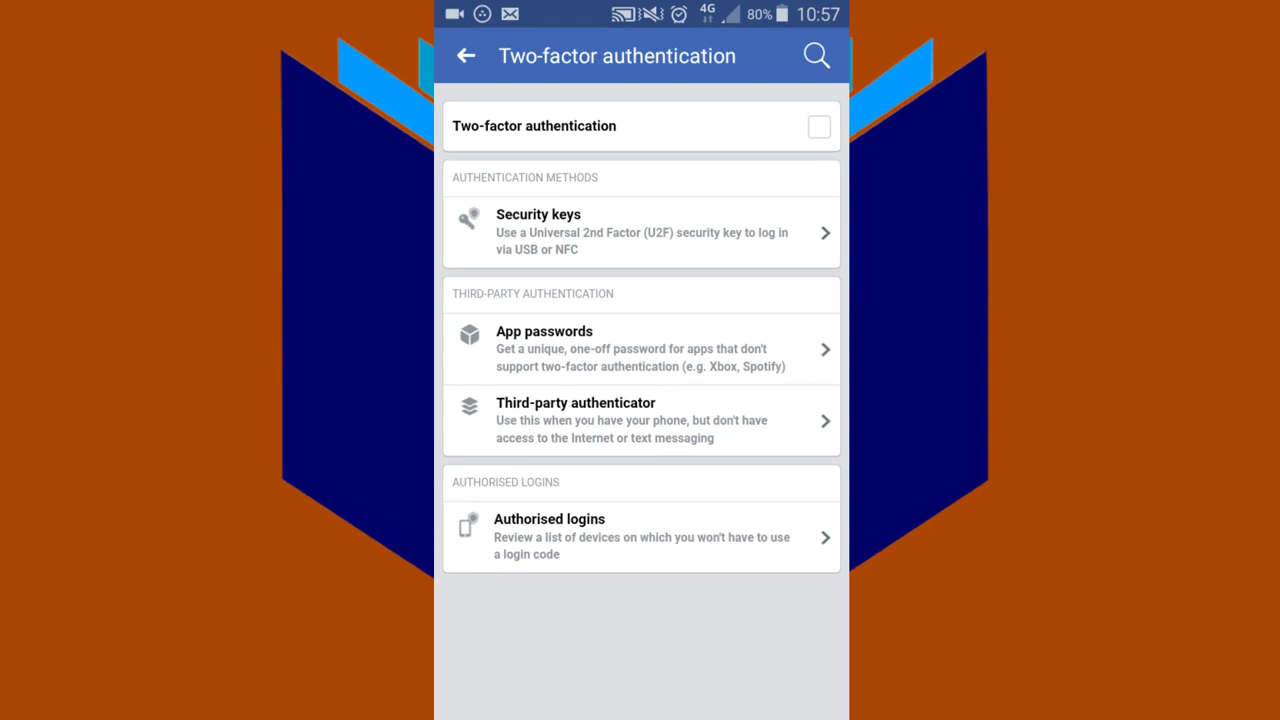 4G 80% 10:57
Two-factor authentication
Two-factor authentication
AUTHENTICATION METHODS
Security keys
Use a Universal 2nd Factor (U2F) security key to log in
via USB or NFC
THIRD-PARTY AUTHENTICATION
App passwords
Get a unique, one-off password for apps that don't
support two-factor authentication (e.g. Xbox, Spotify)
Third-party authenticator
Use this when you have your phone, but don't have
access to the Internet or text messaging
AUTHORISED LOGINS
Authorised logins
Review a list of devices on which you won't have to use
a login code